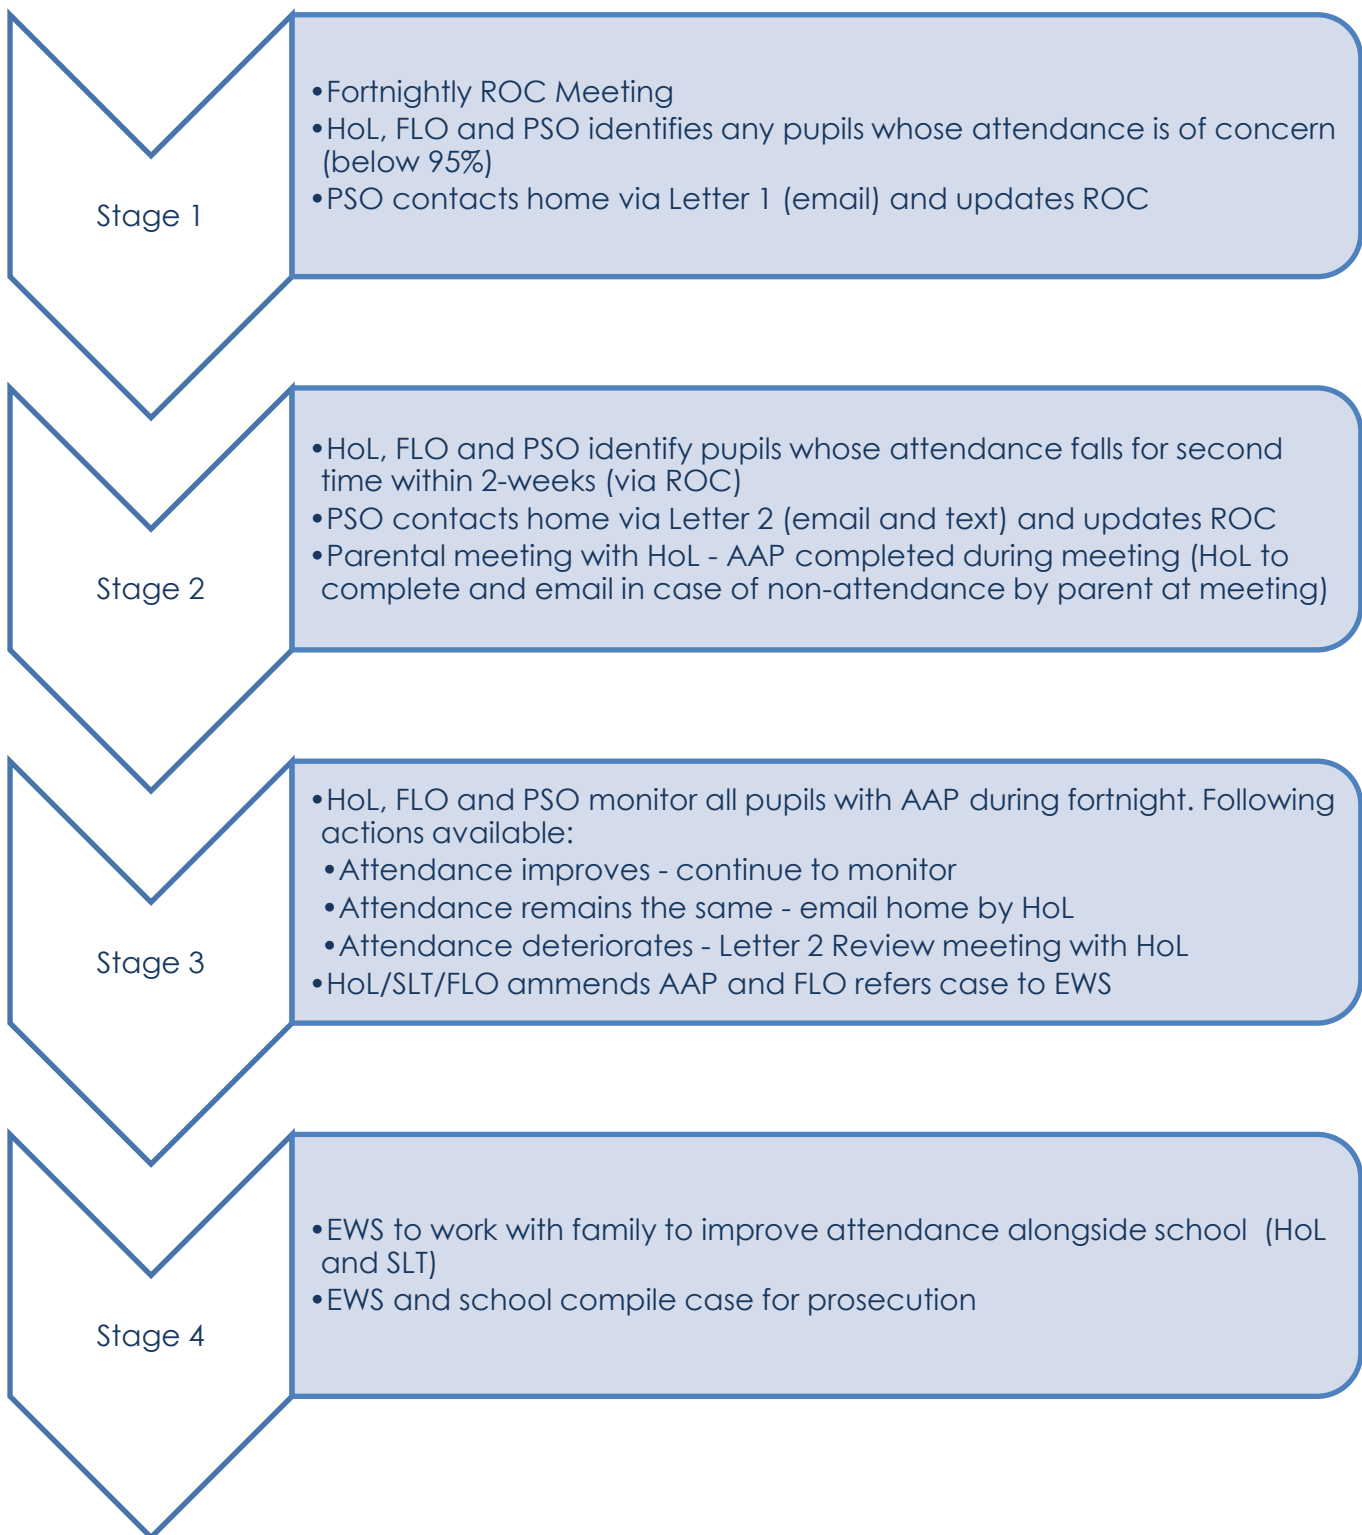 Stage 1
•Fortnightly ROC Meeting
•HoL, FLO and PSO identifies any pupils whose attendance is of concern
(below 95%)
•PSO contacts home via Letter 1 (email) and updates ROC
Stage 2
•HoL, FLO and PSO identify pupils whose attendance falls for second
time within 2-weeks (via ROC)
•PSO contacts home via Letter 2 (email and text) and updates ROC
•Parental meeting with HoL - AAP completed during meeting (HoL to
complete and email in case of non-attendance by parent at meeting)
Stage 3
•HoL, FLO and PSO monitor all pupils with AAP during fortnight. Following
actions available:
•Attendance improves - continue to monitor
•Attendance remains the same - email home by HoL
•Attendance deteriorates - Letter 2 Review meeting with HoL
•HoL/SLT/FLO ammends AAP and FLO refers case to EWS
Stage 4
•EWS to work with family to improve attendance alongside school  (HoL
and SLT)
•EWS and school compile case for prosecution